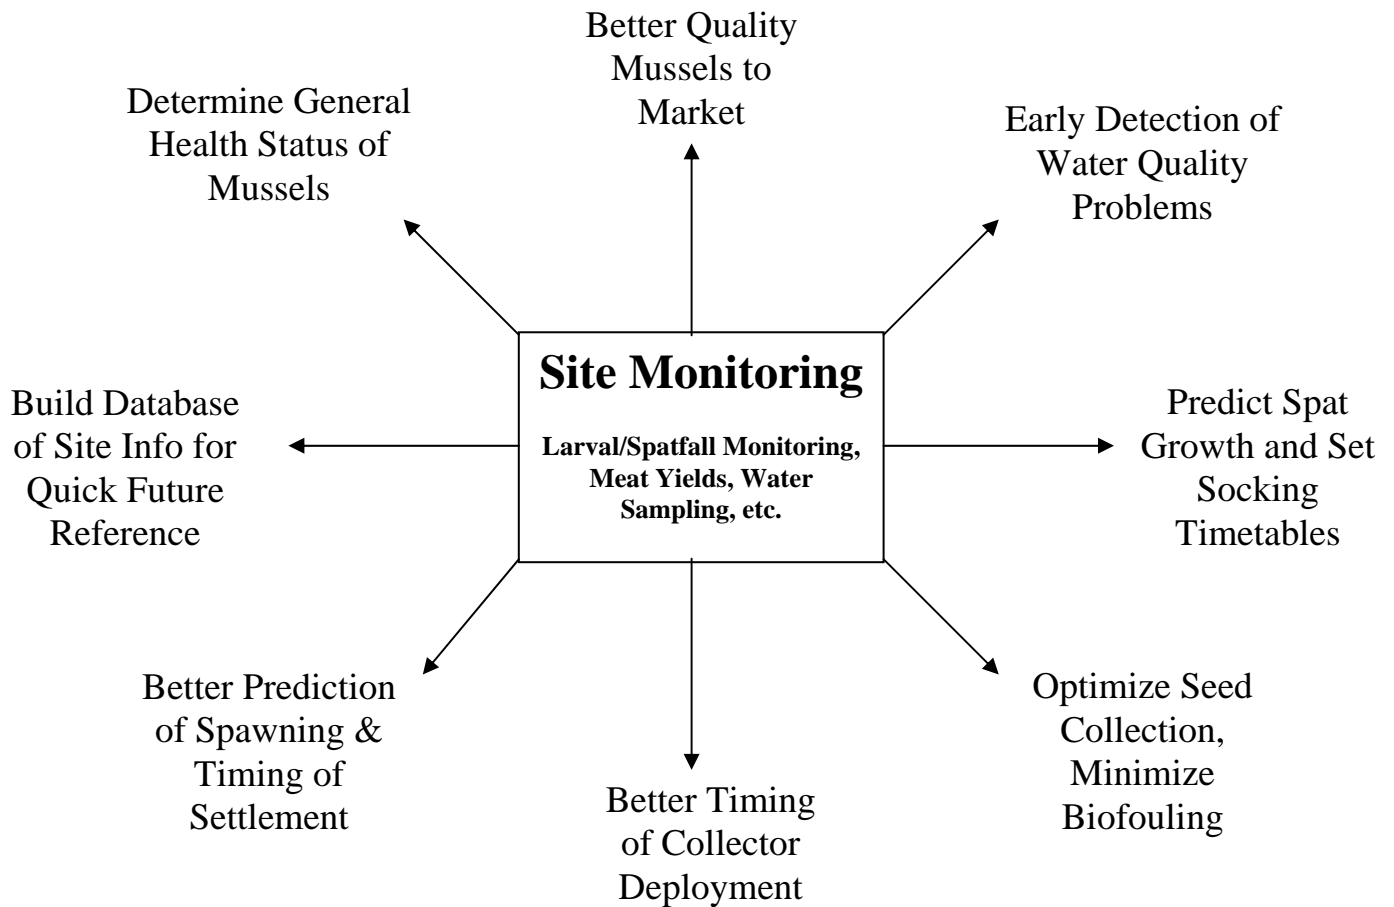 Better Quality
Mussels to
Market
Determine General
Health Status of
Mussels
Early Detection of
Water Quality
Problems
Site Monitoring
Larval/Spatfall Monitoring,
Meat Yields, Water
Sampling, etc.
Build Database
of Site Info for
Quick Future
Reference
Predict Spat
Growth and Set
Socking
Timetables
Better Prediction
of Spawning &
Timing of
Settlement
Better Timing
of Collector
Deployment
Optimize Seed
Collection,
Minimize
Biofouling